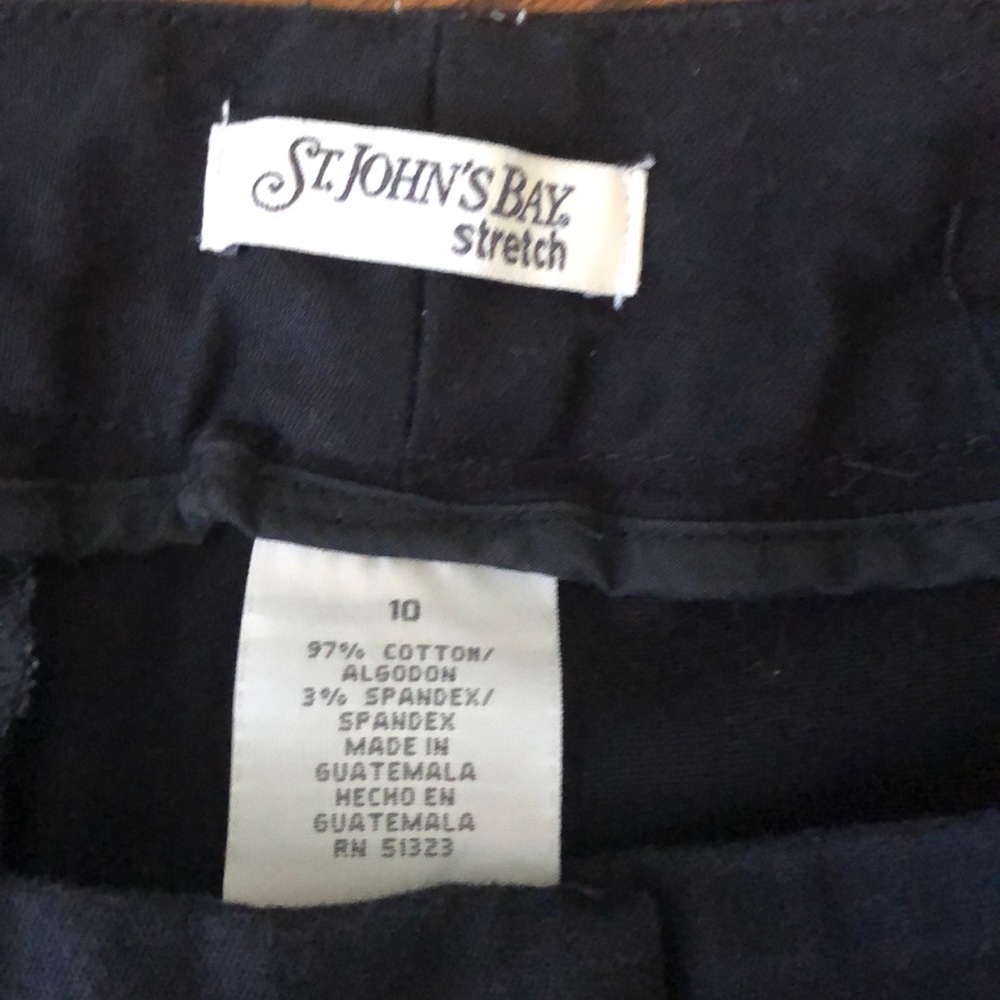 ST. JOHN'S BAY®
stretch
10
97% COTTON/
ALGODON
3% SPANDEX/
SPANDEX
MADE IN
GUATEMALA
HECHO EN
GUATEMALA
RN 51323